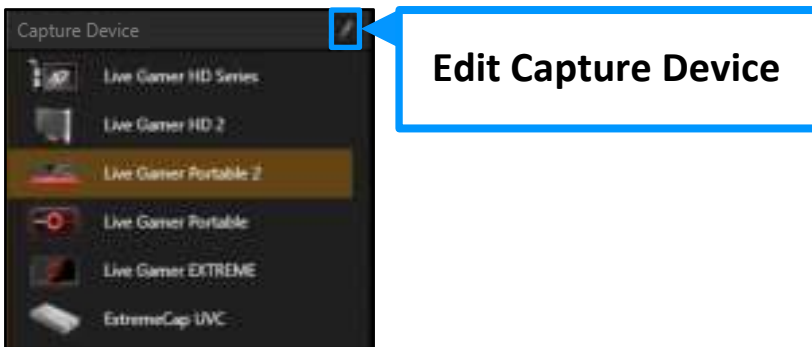 Capture Device
Edit Capture Device
Live Gamer HD Series
Live Gamer HD 2
Live Gamer Portable 2
Live Gamer Portable
Live Gamer EXTREME
ExtremeCap UVC